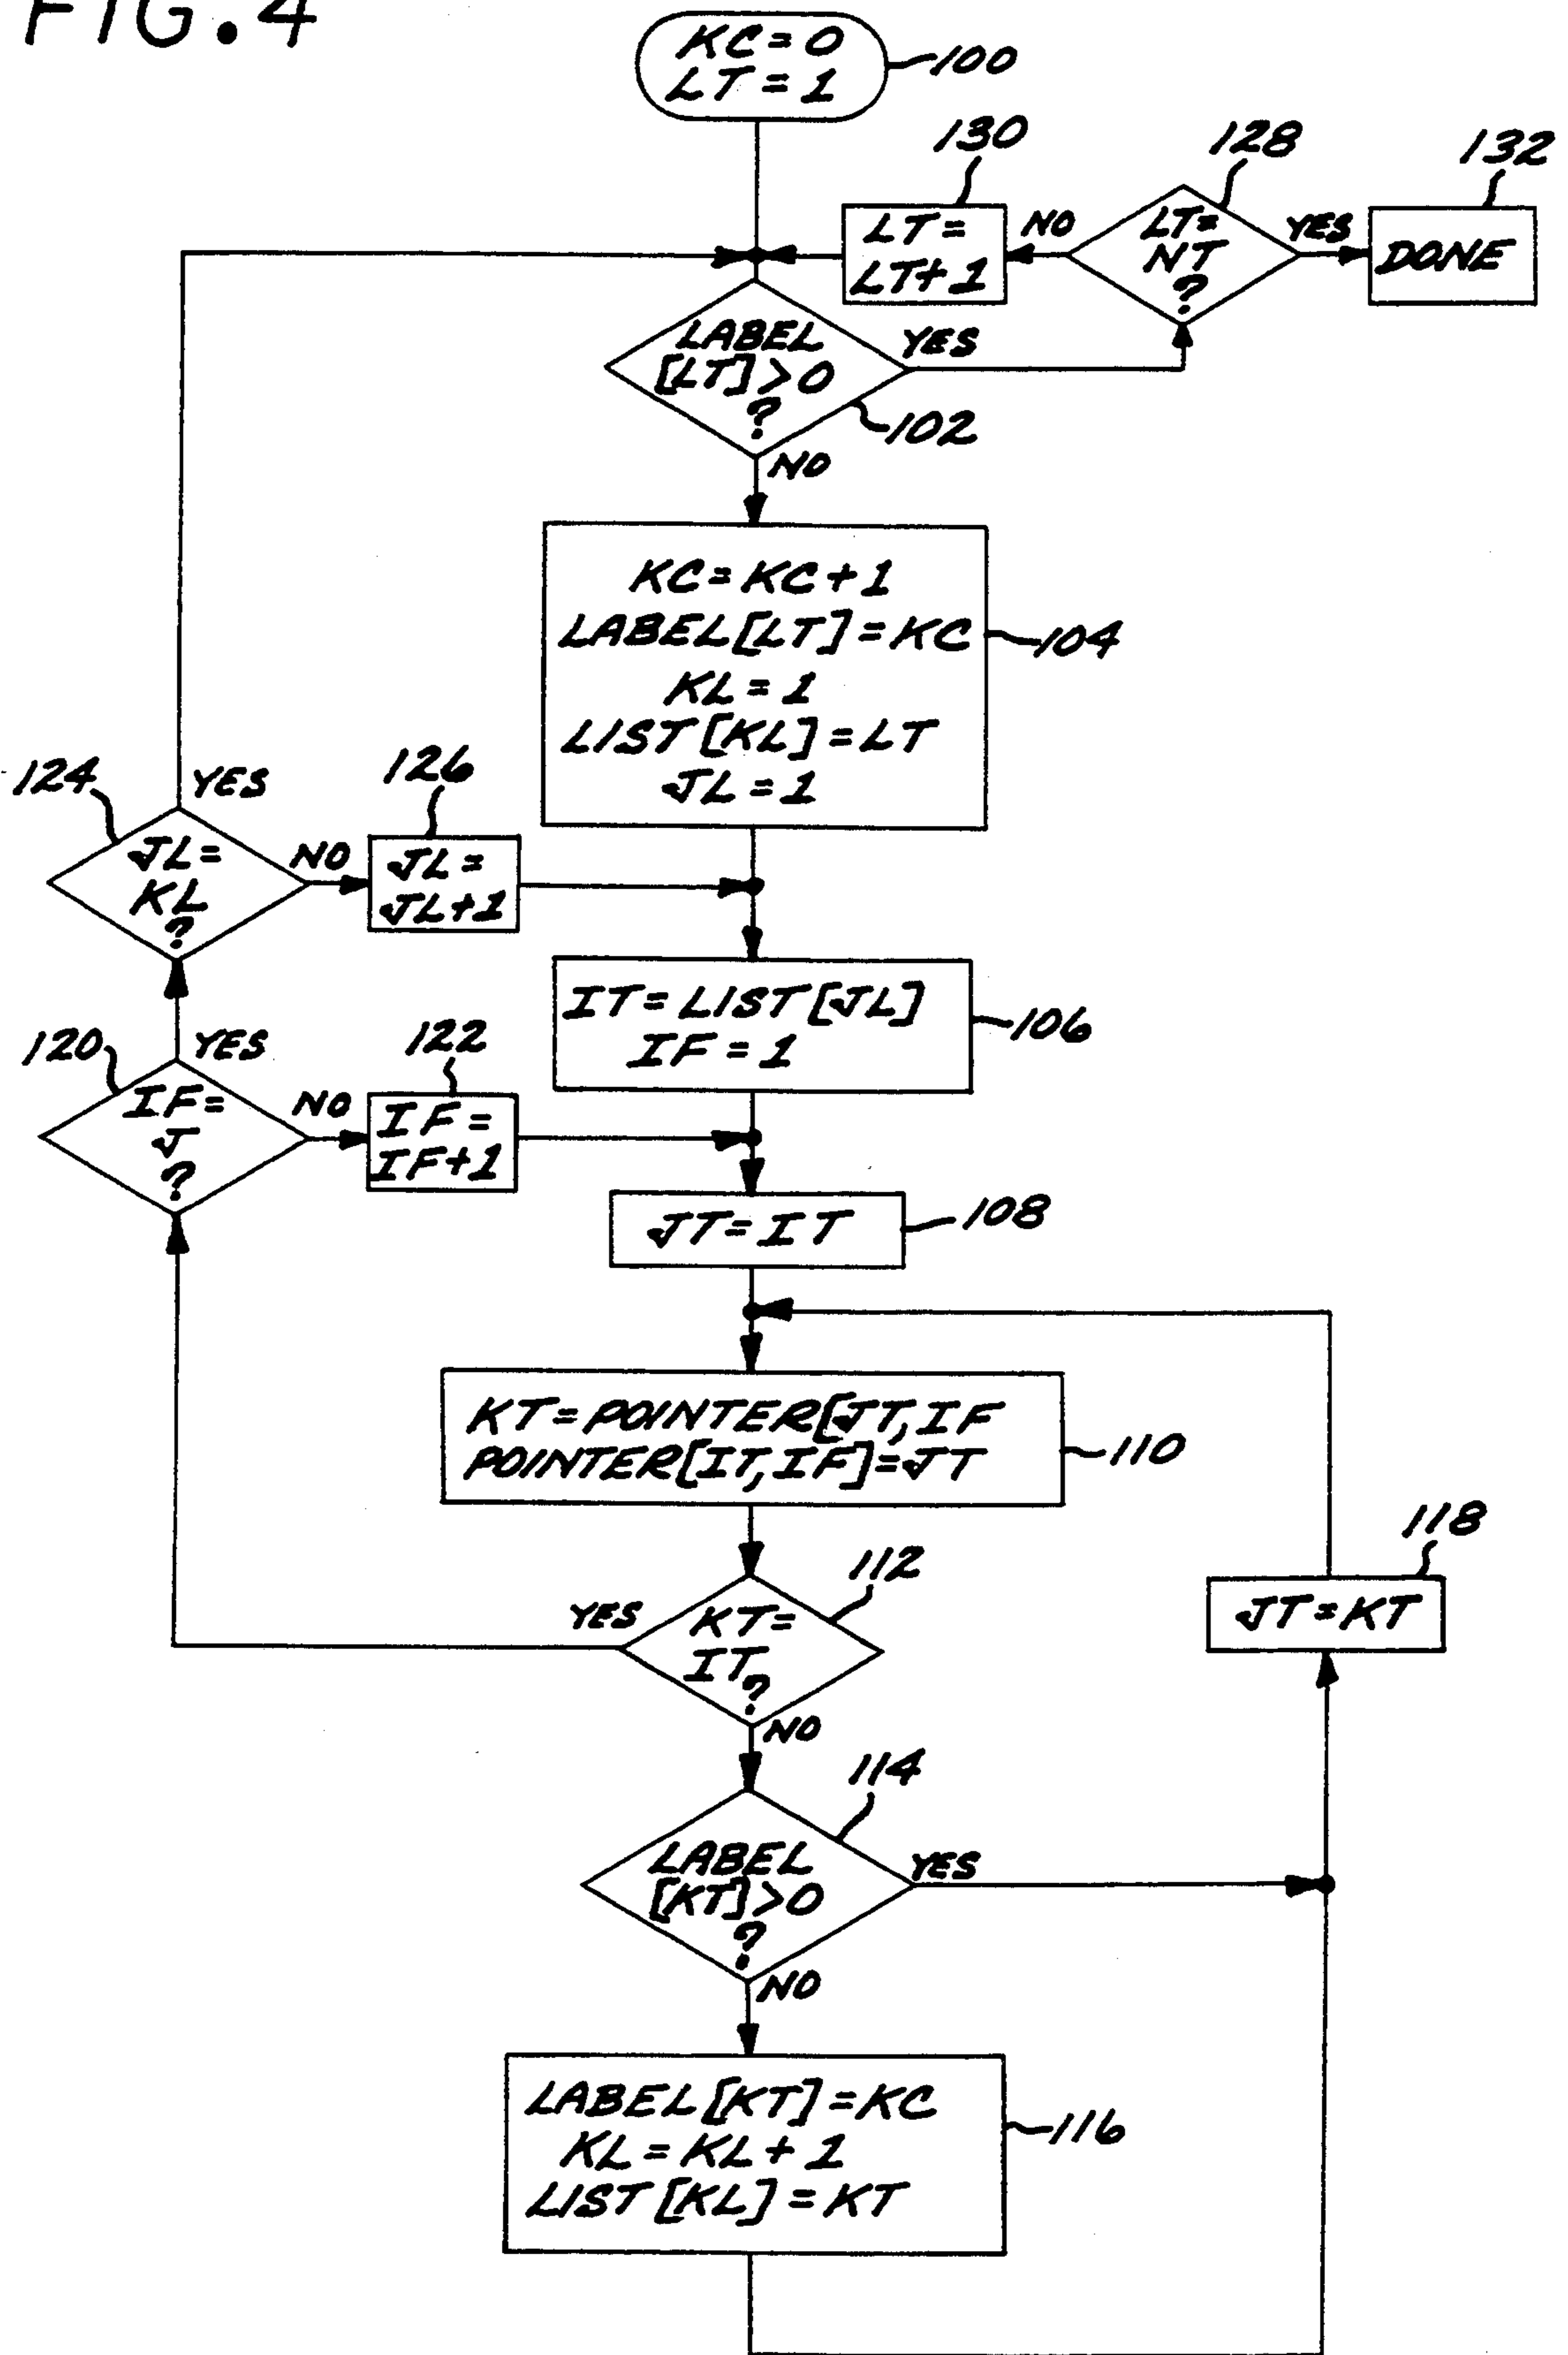 FIG.4
KC=0
LT=1
100
130
128
132
LT=
LT+1
NO
LT=
NT
?
YES
DONE
LABEL
[LT]>0
?
YES
102
NO
KC=KC+1
LABEL[LT]=KC
KL=1
LIST[KL]=LT
JL=1
104
124
YES
126
JL=
KL
?
NO
JL=
JL+1
IT=LIST[JL]
IF=1
106
120
YES
122
IF=
J
?
NO
IF=
IF+1
JT=IT
108
KT=POINTER[JT,IF
POINTER[IT,IF]=JT
110
112
118
YES
KT=
IT
?
JT=KT
NO
114
LABEL
[KT]>0
?
YES
NO
LABEL[KT]=KC
KL=KL+1
LIST[KL]=KT
116